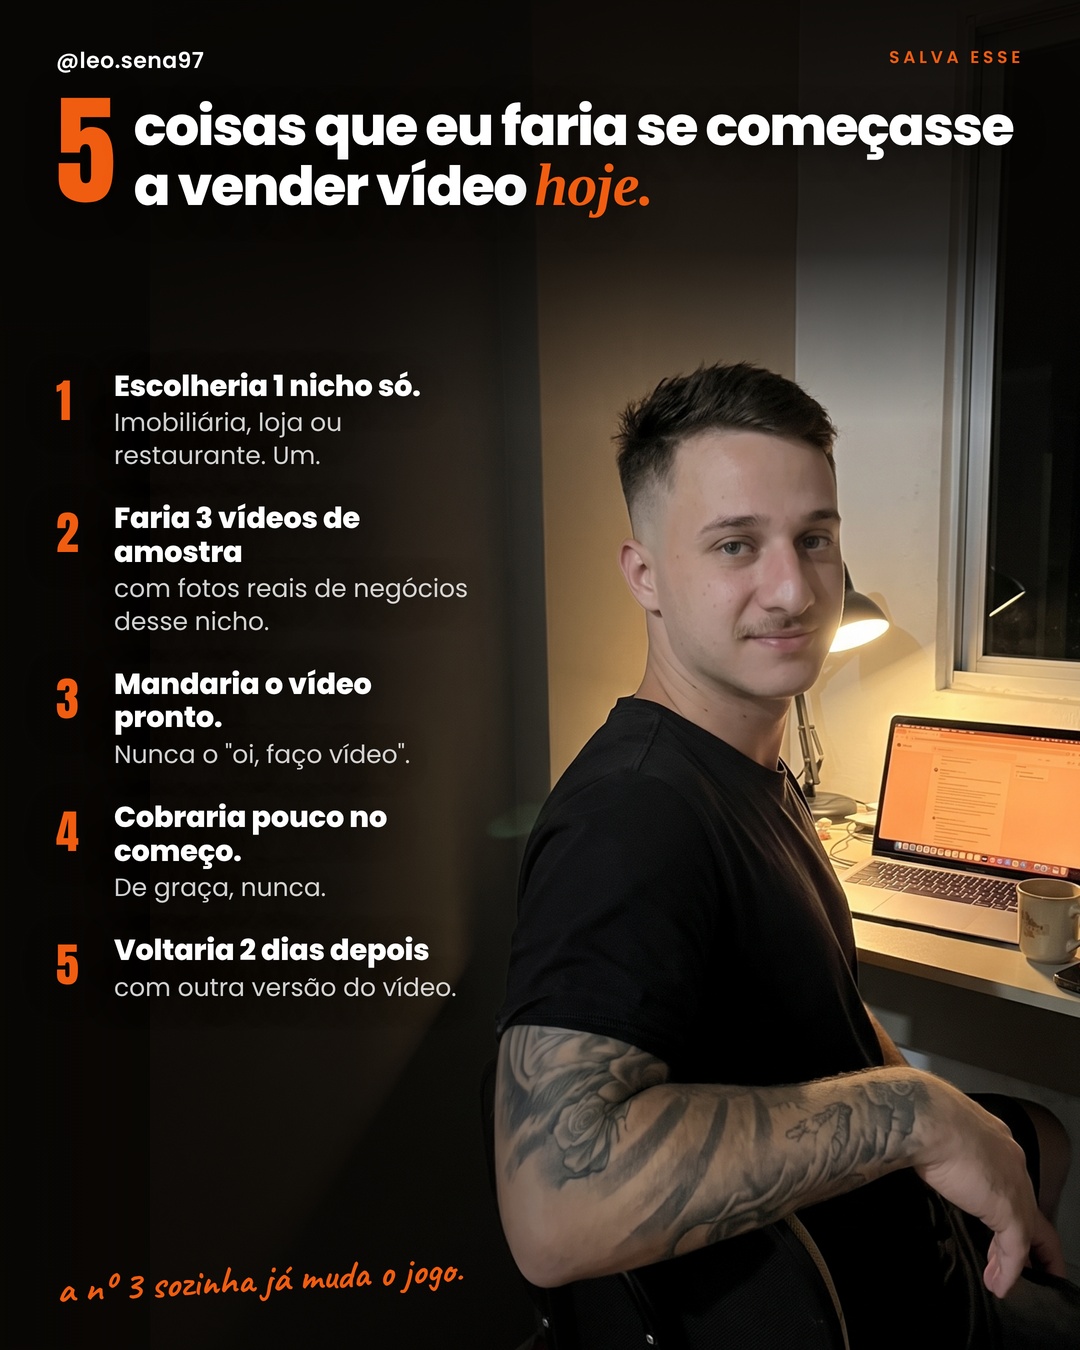 @leo.sena97
SALVA ESSE
5 coisas que eu faria se começasse
a vender vídeo hoje.
1 Escolheria 1 nicho só.
Imobiliária, loja ou
restaurante. Um.
2 Faria 3 vídeos de
amostra
com fotos reais de negócios
desse nicho.
3 Mandaria o vídeo
pronto.
Nunca o "oi, faço vídeo".
4 Cobraria pouco no
começo.
De graça, nunca.
5 Voltaria 2 dias depois
com outra versão do vídeo.
a nº 3 sozinha já muda o jogo.